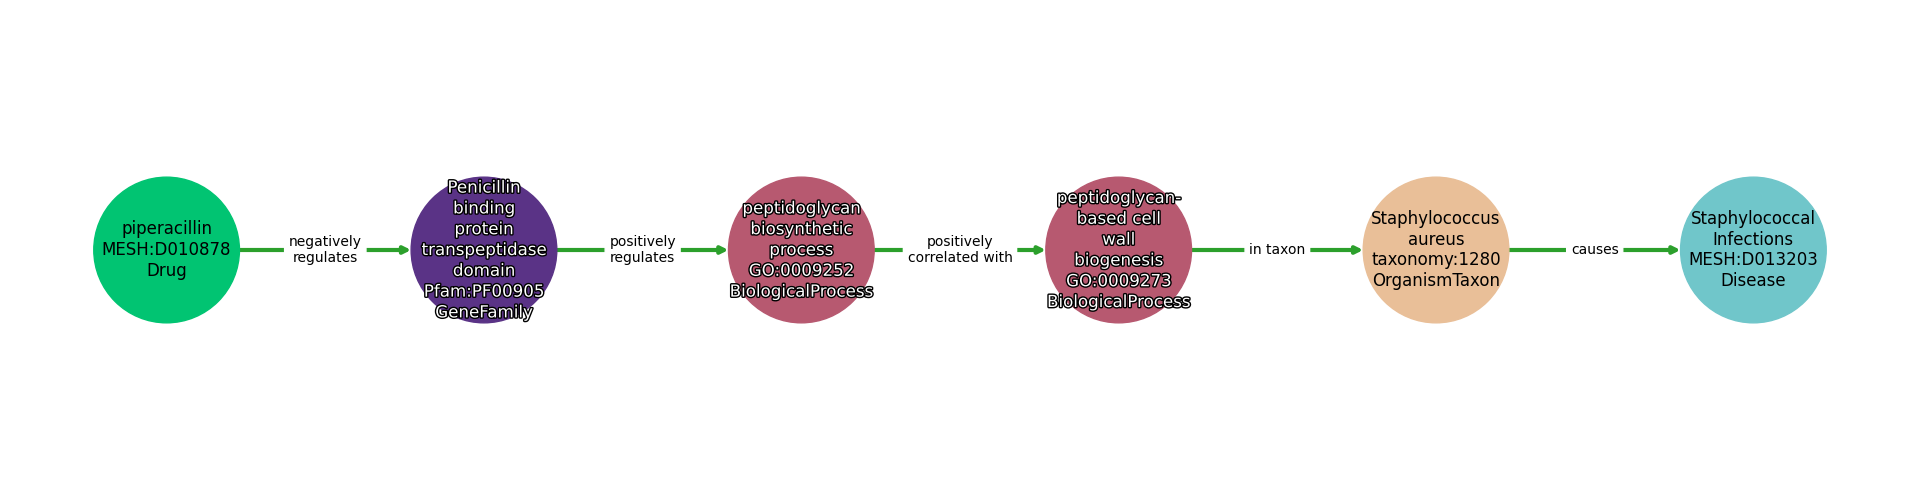 piperacillin
MESH:D010878
Drug
negatively
regulates
Penicillin
binding
protein
transpeptidase
domain
Pfam:PF00905
GeneFamily
positively
regulates
peptidoglycan
biosynthetic
process
GO:0009252
BiologicalProcess
positively
correlated with
peptidoglycan-
based cell
wall
biogenesis
GO:0009273
BiologicalProcess
in taxon
Staphylococcus
aureus
taxonomy:1280
OrganismTaxon
causes
Staphylococcal
Infections
MESH:D013203
Disease